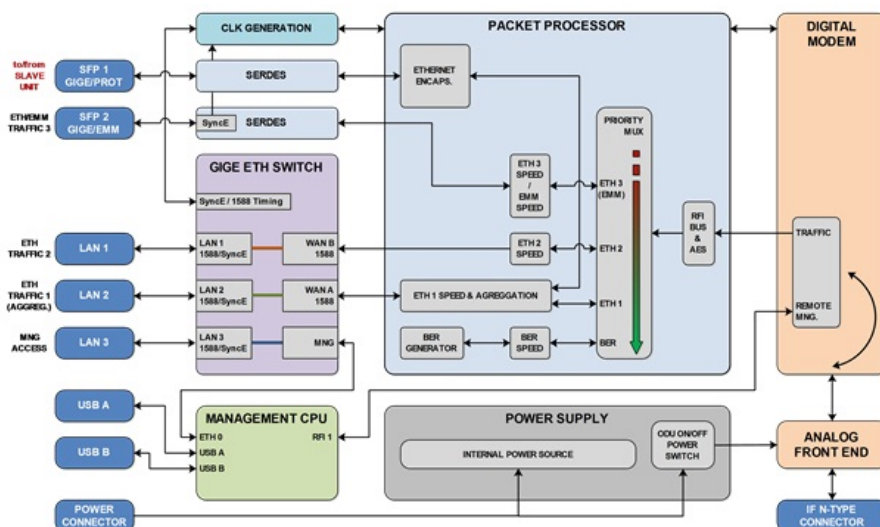 CLK GENERATION
PACKET PROCESSOR
DIGITAL
MODEM
to/from
SLAVE
UNIT
SFP 1
GIGE/PROT
SERDES
ETHERNET
ENCAPS.
ETH/EMM
TRAFFIC 3
SFP 2
GIGE/EMM
SyncE
SERDES
PRIORITY
MUX
GIGE ETH SWITCH
SyncE / 1588 Timing
ETH 3
SPEED
/
EMM
SPEED
ETH 3
(EMM)
RFI
BUS
&
AES
TRAFFIC
ETH
TRAFFIC 2
LAN 1
LAN 1
1588/SyncE
WAN B
1588
ETH 2
SPEED
ETH 2
ETH
TRAFFIC 1
(AGGREG.)
LAN 2
LAN 2
1588/SyncE
WAN A
1588
ETH 1 SPEED & AGREGGATION
ETH 1
REMOTE
MNG.
MNG
ACCESS
LAN 3
LAN 3
1588/SyncE
MNG
BER
GENERATOR
BER
SPEED
BER
USB A
MANAGEMENT CPU
ETH 0
RFI 1
USB A
USB B
USB B
POWER SUPPLY
INTERNAL POWER SOURCE
ODU ON/OFF
POWER
SWITCH
ANALOG
FRONT END
POWER
CONNECTOR
IF N-TYPE
CONNECTOR